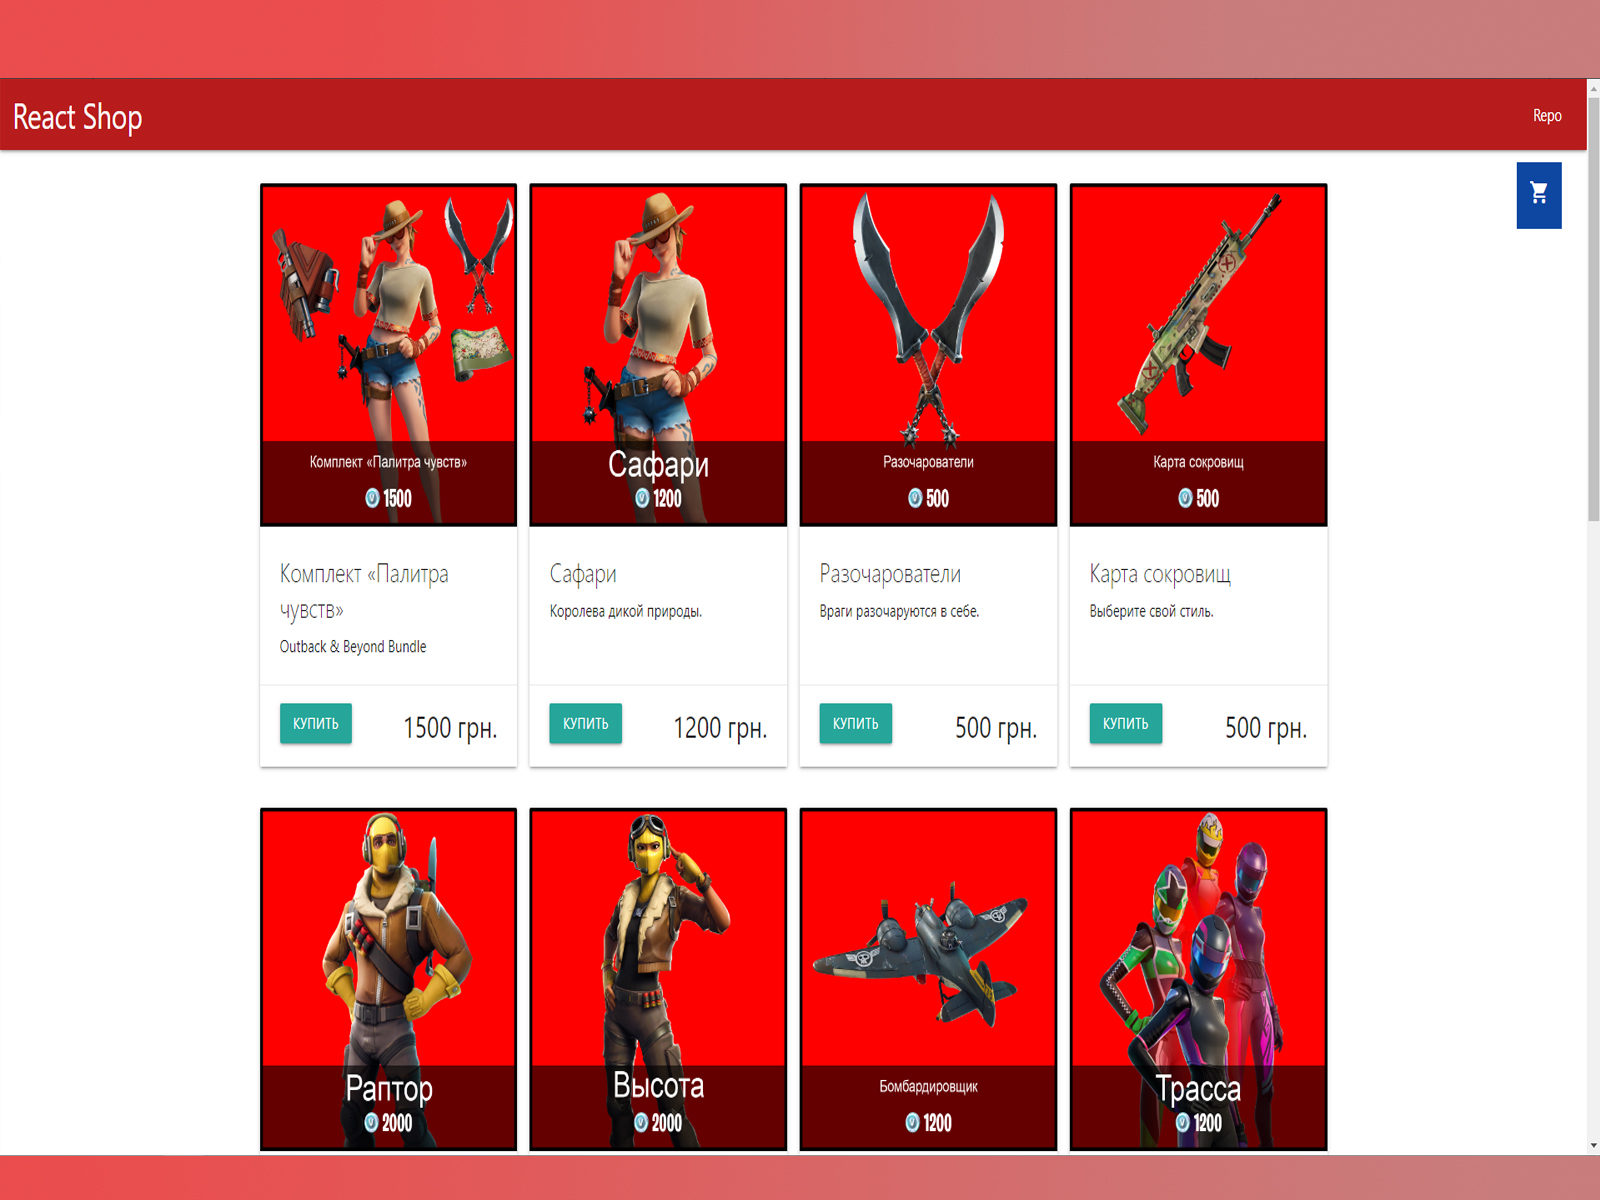 React Shop
Repo
Комплект «Палитра чувств»
1500
Сафари
1200
Разочарователи
500
Карта сокровищ
500
Комплект «Палитра
чувств»
Outback & Beyond Bundle
КУПИТЬ
1500 грн.
Сафари
Королева дикой природы.
КУПИТЬ
1200 грн.
Разочарователи
Враги разочаруются в себе.
КУПИТЬ
500 грн.
Карта сокровищ
Выберите свой стиль.
КУПИТЬ
500 грн.
Раптор
2000
Высота
2000
Бомбардировщик
1200
Трасса
1200